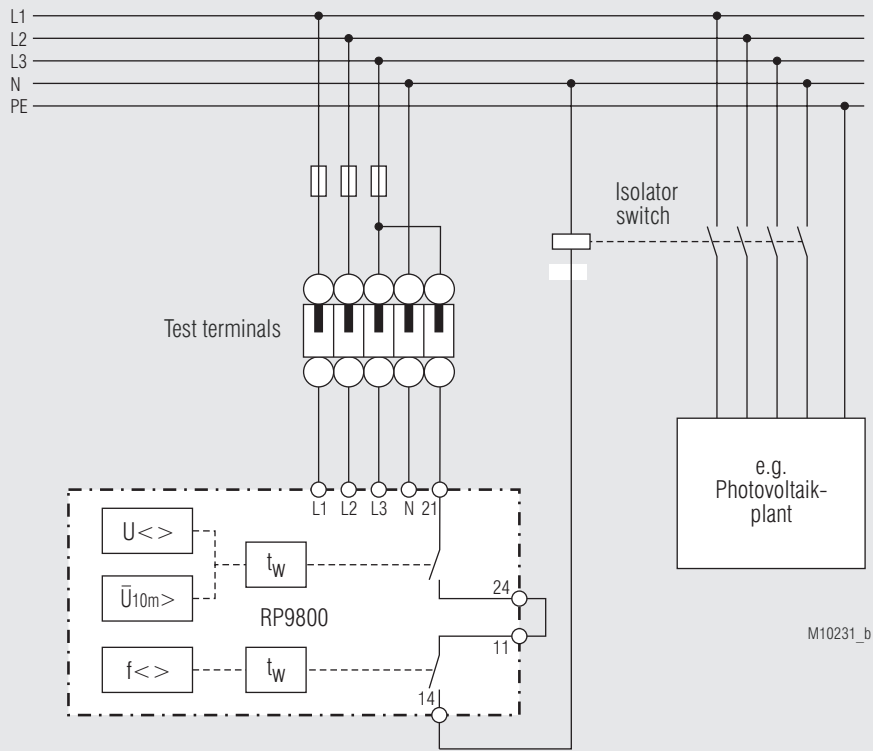 L1
L2
L3
N
PE
Isolator
switch
Test terminals
e.g.
Photovoltaik-
plant
L1 L2 L3 N 21
U<>
tw
Ū10m>
24
RP9800
11
M10231_b
f<>
tw
14